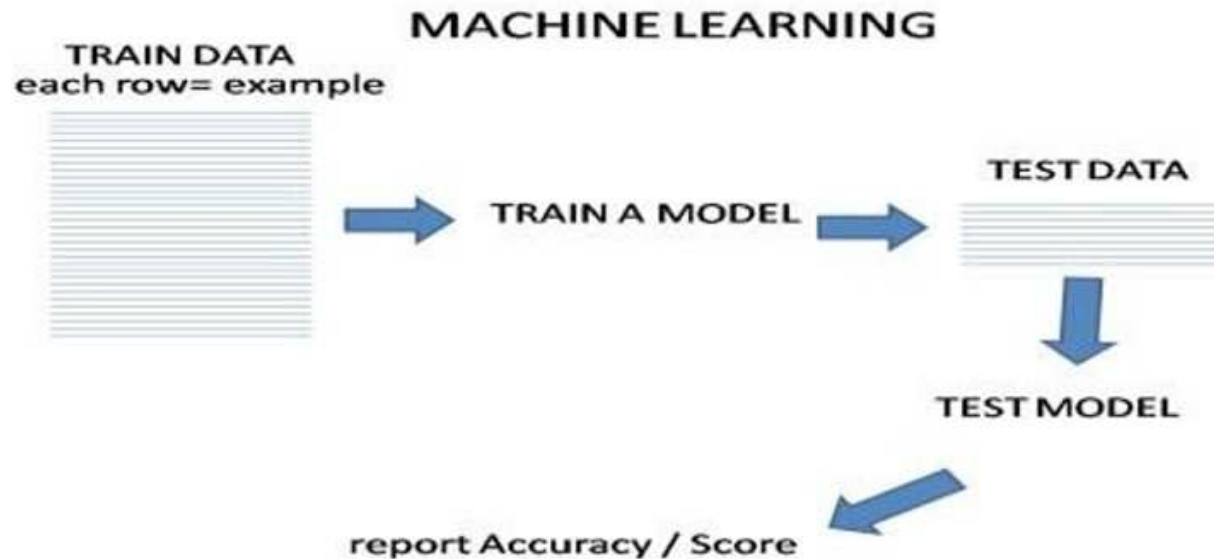 MACHINE LEARNING
TRAIN DATA
each row= example
TRAIN A MODEL
TEST DATA
TEST MODEL
report Accuracy / Score